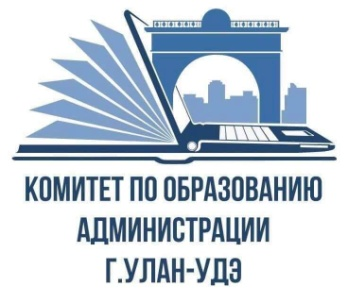 КОМИТЕТ ПО ОБРАЗОВАНИЮ
АДМИНИСТРАЦИИ
Г.УЛАН-УДЭ